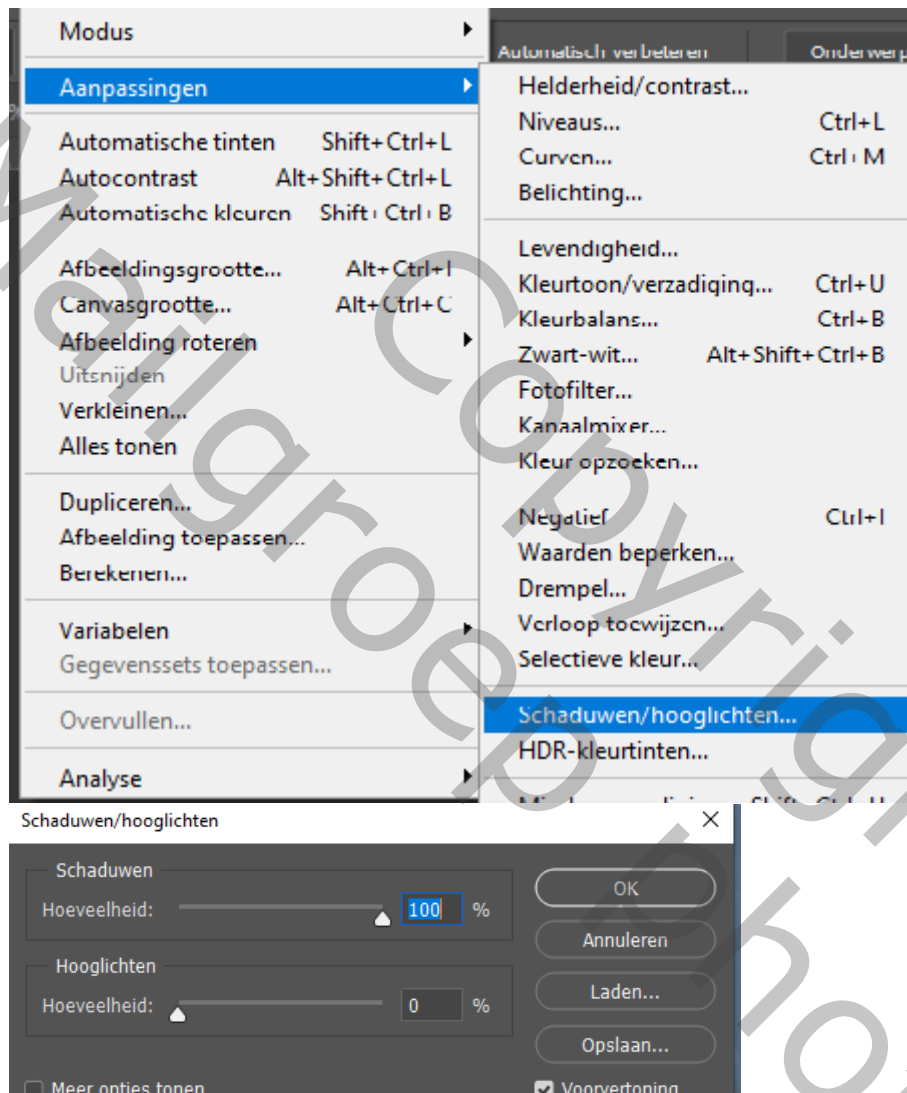 Modus
Automatisch verbeteren
Aanpassingen
Automatische tinten Shift+Ctrl+L
Autocontrast Alt+Shift+Ctrl+L
Automatische kleuren Shift+Ctrl+B
Afbeeldingsgrootte... Alt+Ctrl+I
Canvasgrootte... Alt+Ctrl+C
Afbeelding roteren
Uitsnijden
Verkleinen...
Alles tonen
Dupliceren...
Afbeelding toepassen...
Berekenen...
Variabelen
Gegevenssets toepassen...
Overvullen...
Analyse
Helderheid/contrast...
Niveaus... Ctrl+L
Curven... Ctrl+M
Belichting...
Levendigheid...
Kleurtoon/verzadiging... Ctrl+U
Kleurbalans... Ctrl+B
Zwart-wit... Alt+Shift+Ctrl+B
Fotofilter...
Kanaalmixer...
Kleur opzoeken...
Negatief Ctrl+I
Waarden beperken...
Drempel...
Verloop toewijzen...
Selectieve kleur...
Schaduwen/hooglichten...
HDR-kleurtinten...
Schaduwen/hooglichten
Schaduwen
Hoeveelheid: 100 %
Hooglichten
Hoeveelheid: 0 %
OK
Annuleren
Laden...
Opslaan...
Meer opties tonen
Voorvertoning
Mailgroep